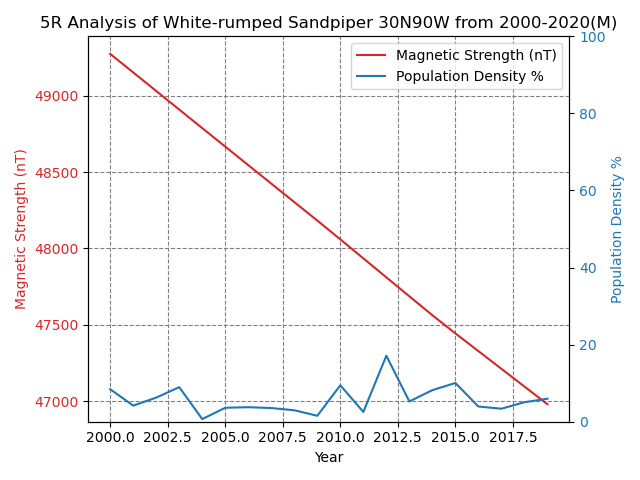 5R Analysis of White-rumped Sandpiper 30N90W from 2000-2020(M)
Magnetic Strength (nT)
Population Density %
49000
48500
48000
47500
47000
Magnetic Strength (nT)
100
80
60
40
20
0
Population Density %
2000.0 2002.5 2005.0 2007.5 2010.0 2012.5 2015.0 2017.5
Year